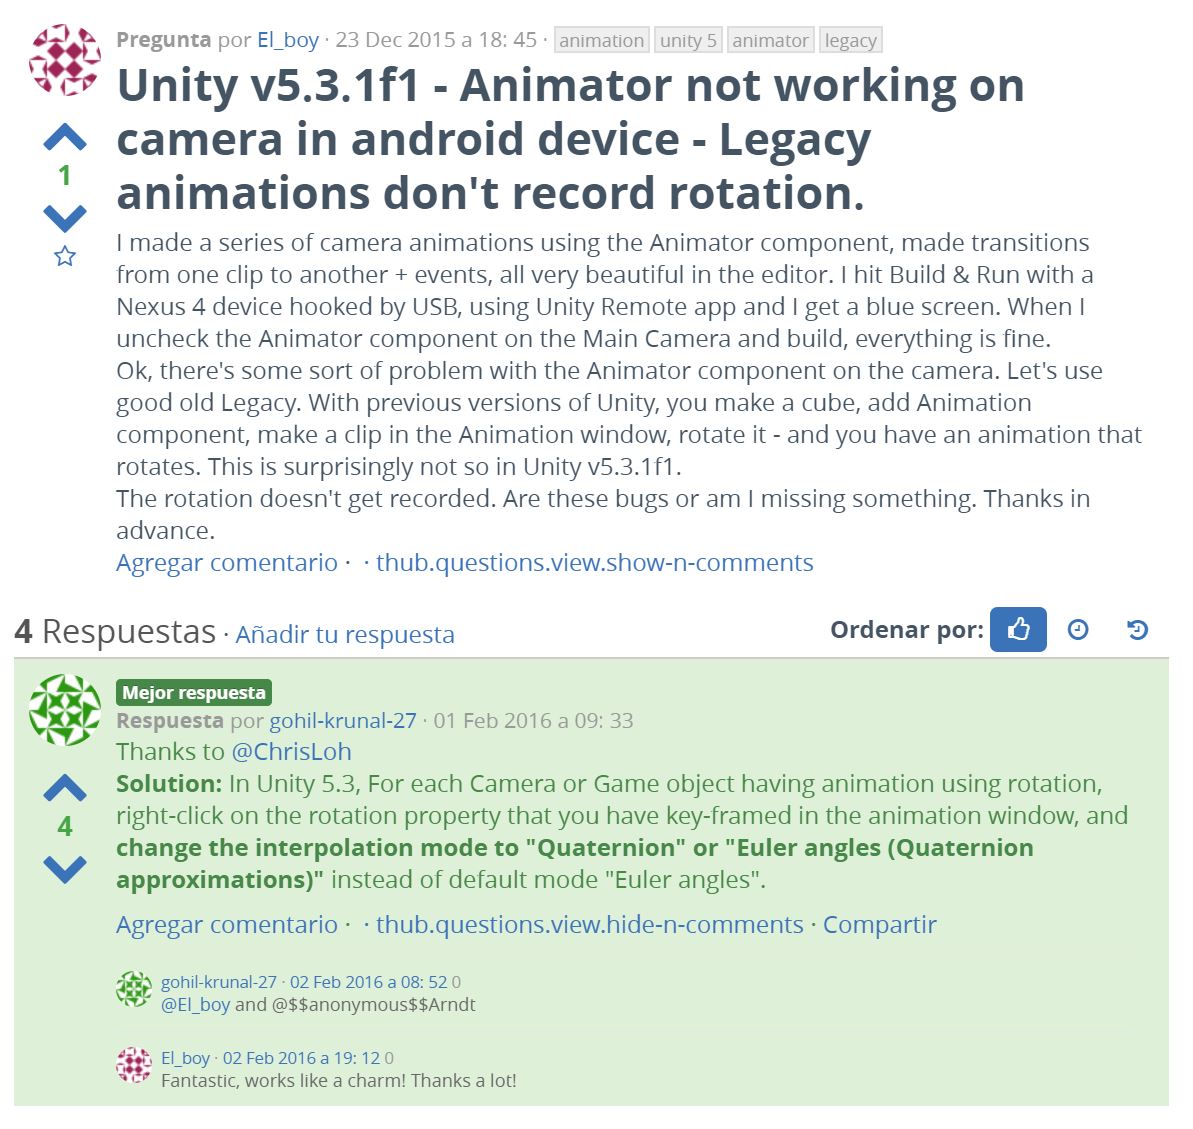 Pregunta por El_boy · 23 Dec 2015 a 18: 45 · animation unity 5 animator legacy
Unity v5.3.1f1 - Animator not working on
camera in android device - Legacy
animations don't record rotation.
1
I made a series of camera animations using the Animator component, made transitions
from one clip to another + events, all very beautiful in the editor. I hit Build & Run with a
Nexus 4 device hooked by USB, using Unity Remote app and I get a blue screen. When I
uncheck the Animator component on the Main Camera and build, everything is fine.
Ok, there's some sort of problem with the Animator component on the camera. Let's use
good old Legacy. With previous versions of Unity, you make a cube, add Animation
component, make a clip in the Animation window, rotate it - and you have an animation that
rotates. This is surprisingly not so in Unity v5.3.1f1.
The rotation doesn't get recorded. Are these bugs or am I missing something. Thanks in
advance.
Agregar comentario · · thub.questions.view.show-n-comments
4 Respuestas · Añadir tu respuesta
Ordenar por:
Mejor respuesta
Respuesta por gohil-krunal-27 · 01 Feb 2016 a 09: 33
Thanks to @ChrisLoh
4
Solution: In Unity 5.3, For each Camera or Game object having animation using rotation,
right-click on the rotation property that you have key-framed in the animation window, and
change the interpolation mode to "Quaternion" or "Euler angles (Quaternion
approximations)" instead of default mode "Euler angles".
Agregar comentario · · thub.questions.view.hide-n-comments · Compartir
gohil-krunal-27 · 02 Feb 2016 a 08: 52 0
@El_boy and @$$anonymous$$Arndt
El_boy · 02 Feb 2016 a 19: 12 0
Fantastic, works like a charm! Thanks a lot!